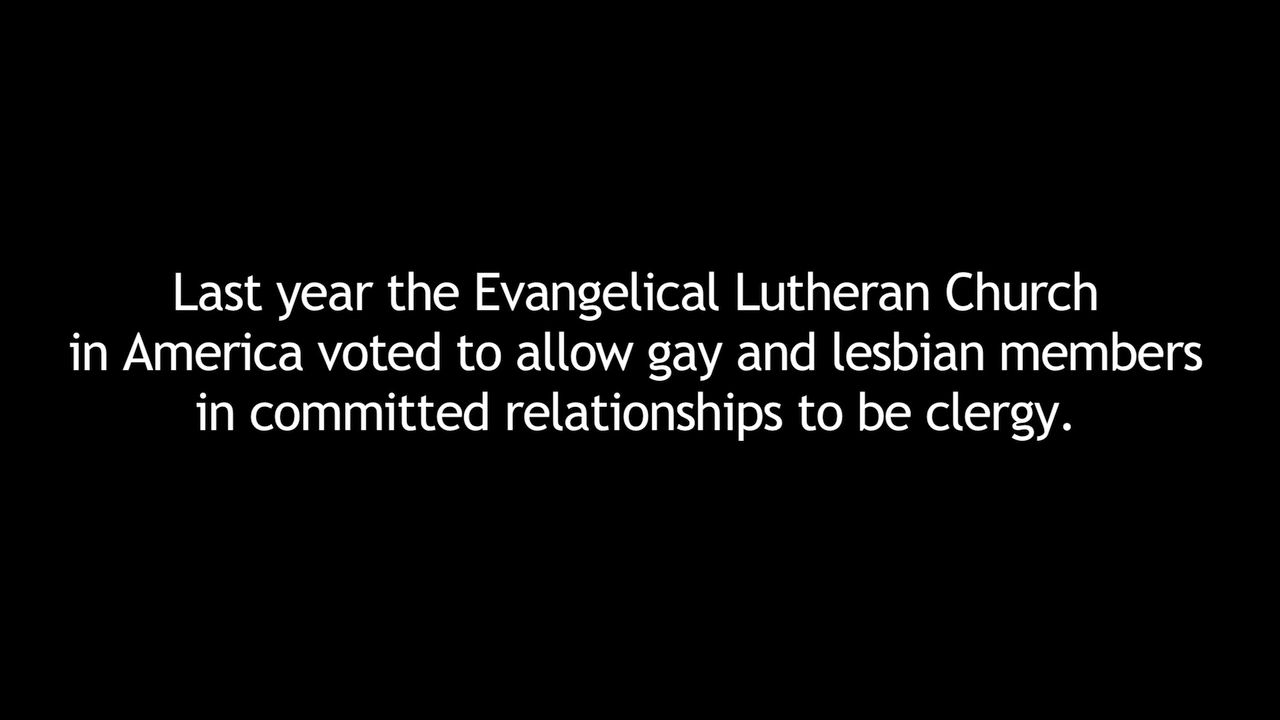 Last year the Evangelical Lutheran Church
in America voted to allow gay and lesbian members
in committed relationships to be clergy.